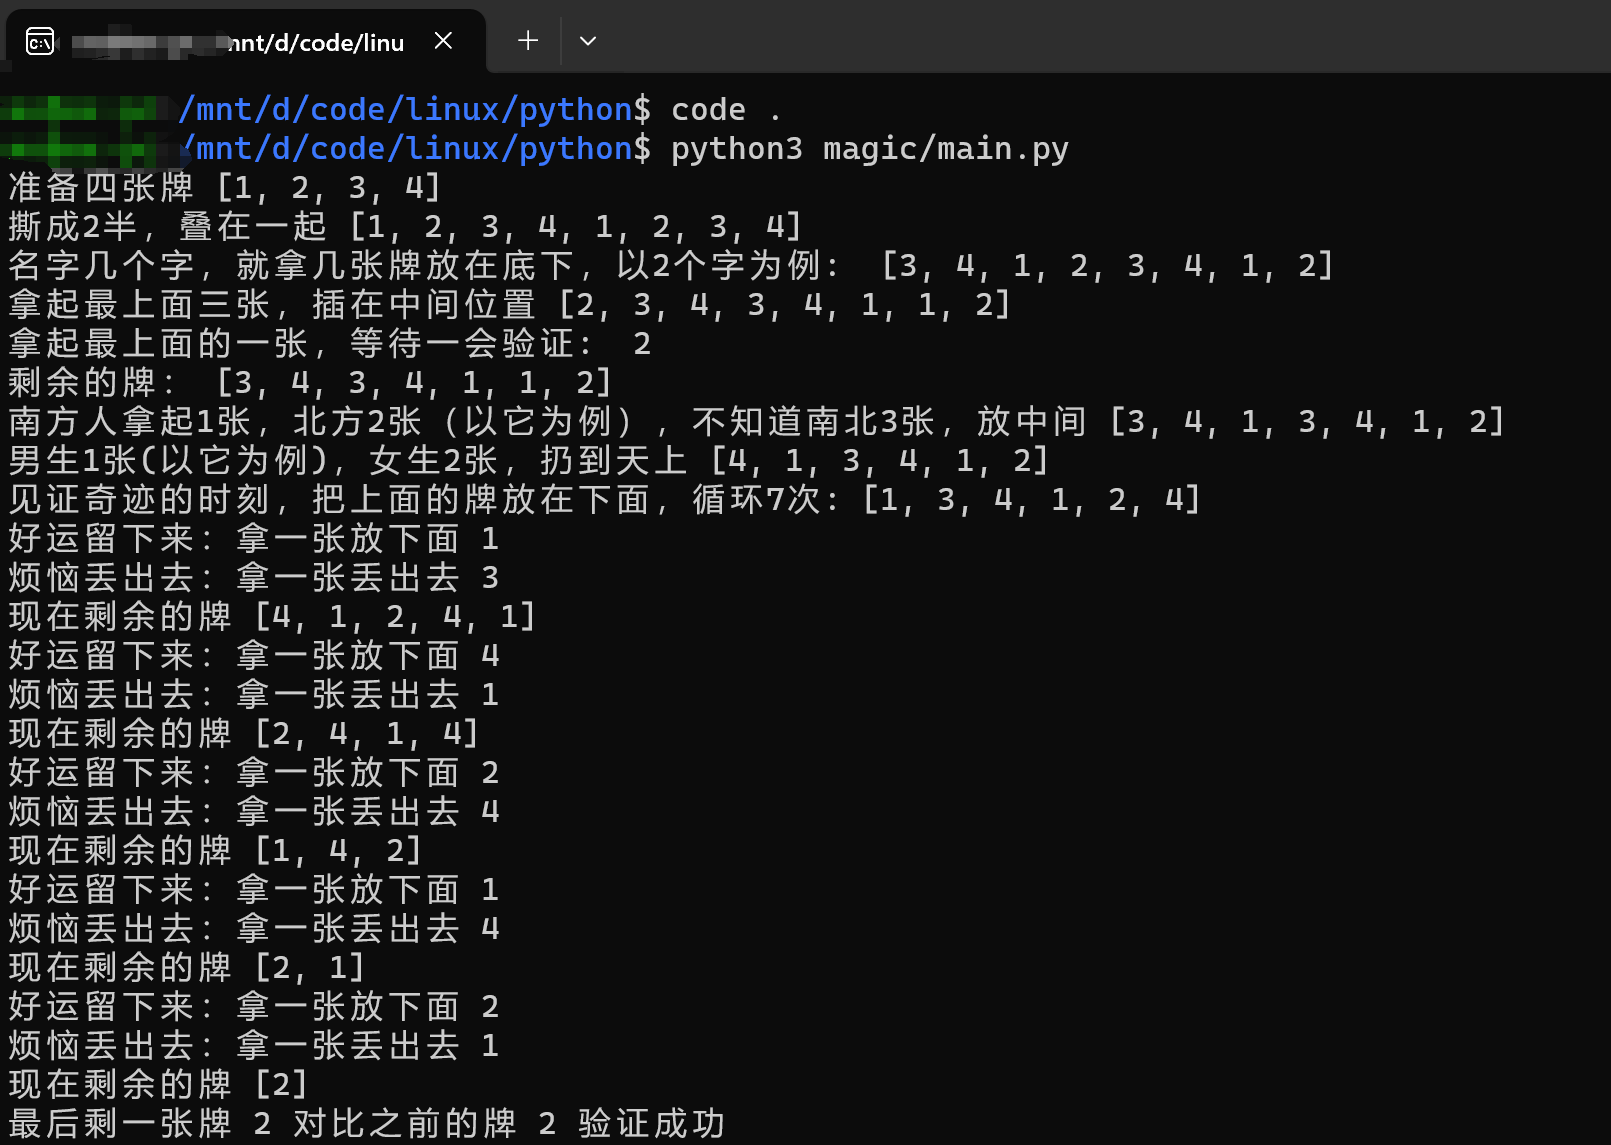 mnt/d/code/linu
/mnt/d/code/linux/python$ code .
/mnt/d/code/linux/python$ python3 magic/main.py
准备四张牌 [1, 2, 3, 4]
撕成2半，叠在一起 [1, 2, 3, 4, 1, 2, 3, 4]
名字几个字，就拿几张牌放在底下，以2个字为例： [3, 4, 1, 2, 3, 4, 1, 2]
拿起最上面三张，插在中间位置 [2, 3, 4, 3, 4, 1, 1, 2]
拿起最上面的一张，等待一会验证： 2
剩余的牌： [3, 4, 3, 4, 1, 1, 2]
南方人拿起1张，北方2张（以它为例），不知道南北3张，放中间 [3, 4, 1, 3, 4, 1, 2]
男生1张(以它为例)，女生2张，扔到天上 [4, 1, 3, 4, 1, 2]
见证奇迹的时刻，把上面的牌放在下面，循环7次：[1, 3, 4, 1, 2, 4]
好运留下来：拿一张放下面 1
烦恼丢出去：拿一张丢出去 3
现在剩余的牌 [4, 1, 2, 4, 1]
好运留下来：拿一张放下面 4
烦恼丢出去：拿一张丢出去 1
现在剩余的牌 [2, 4, 1, 4]
好运留下来：拿一张放下面 2
烦恼丢出去：拿一张丢出去 4
现在剩余的牌 [1, 4, 2]
好运留下来：拿一张放下面 1
烦恼丢出去：拿一张丢出去 4
现在剩余的牌 [2, 1]
好运留下来：拿一张放下面 2
烦恼丢出去：拿一张丢出去 1
现在剩余的牌 [2]
最后剩一张牌 2 对比之前的牌 2 验证成功